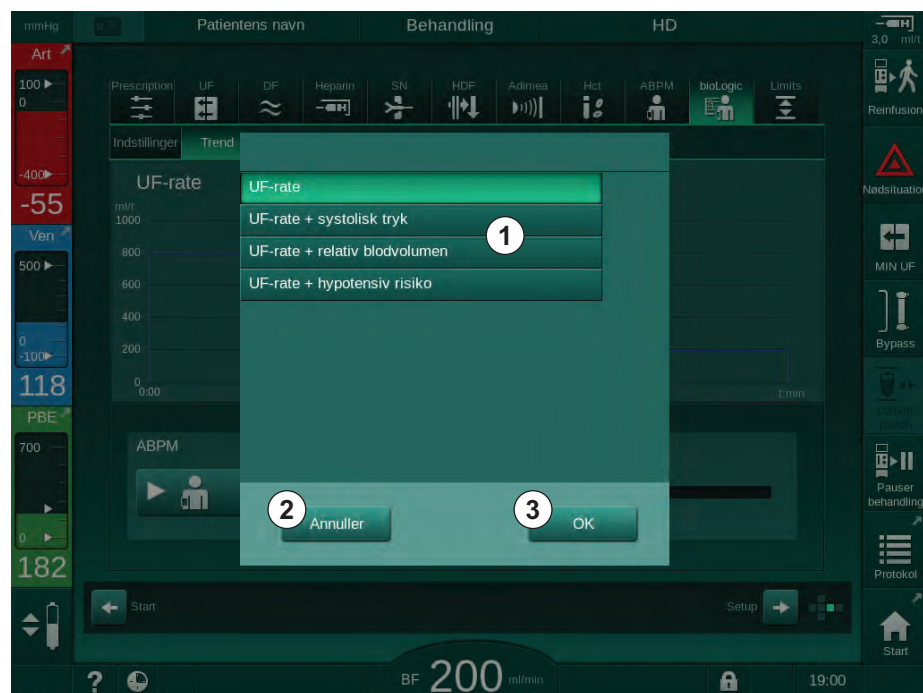 mmHg
Patientens navn
Behandling
HD
3,0 ml/t
Art
100
0
-400
-55
Ven
500
0
-100
118
PBE
700
0
182
Prescription
UF
DF
Heparin
SN
HDF
Adimea
Hct
ABPM
bioLogic
Limits
Indstillinger
Trend
UF-rate
ml/t
1000
800
600
400
200
0
0:00
t:min
UF-rate
UF-rate + systolisk tryk
UF-rate + relativ blodvolumen
UF-rate + hypotensiv risiko
1
ABPM
2
Annuller
3
OK
Start
Setup
Reinfusion
Nødsituatio
MIN UF
Bypass
Pauser
behandling
Protokol
Start
?
BF 200 ml/min
19:00